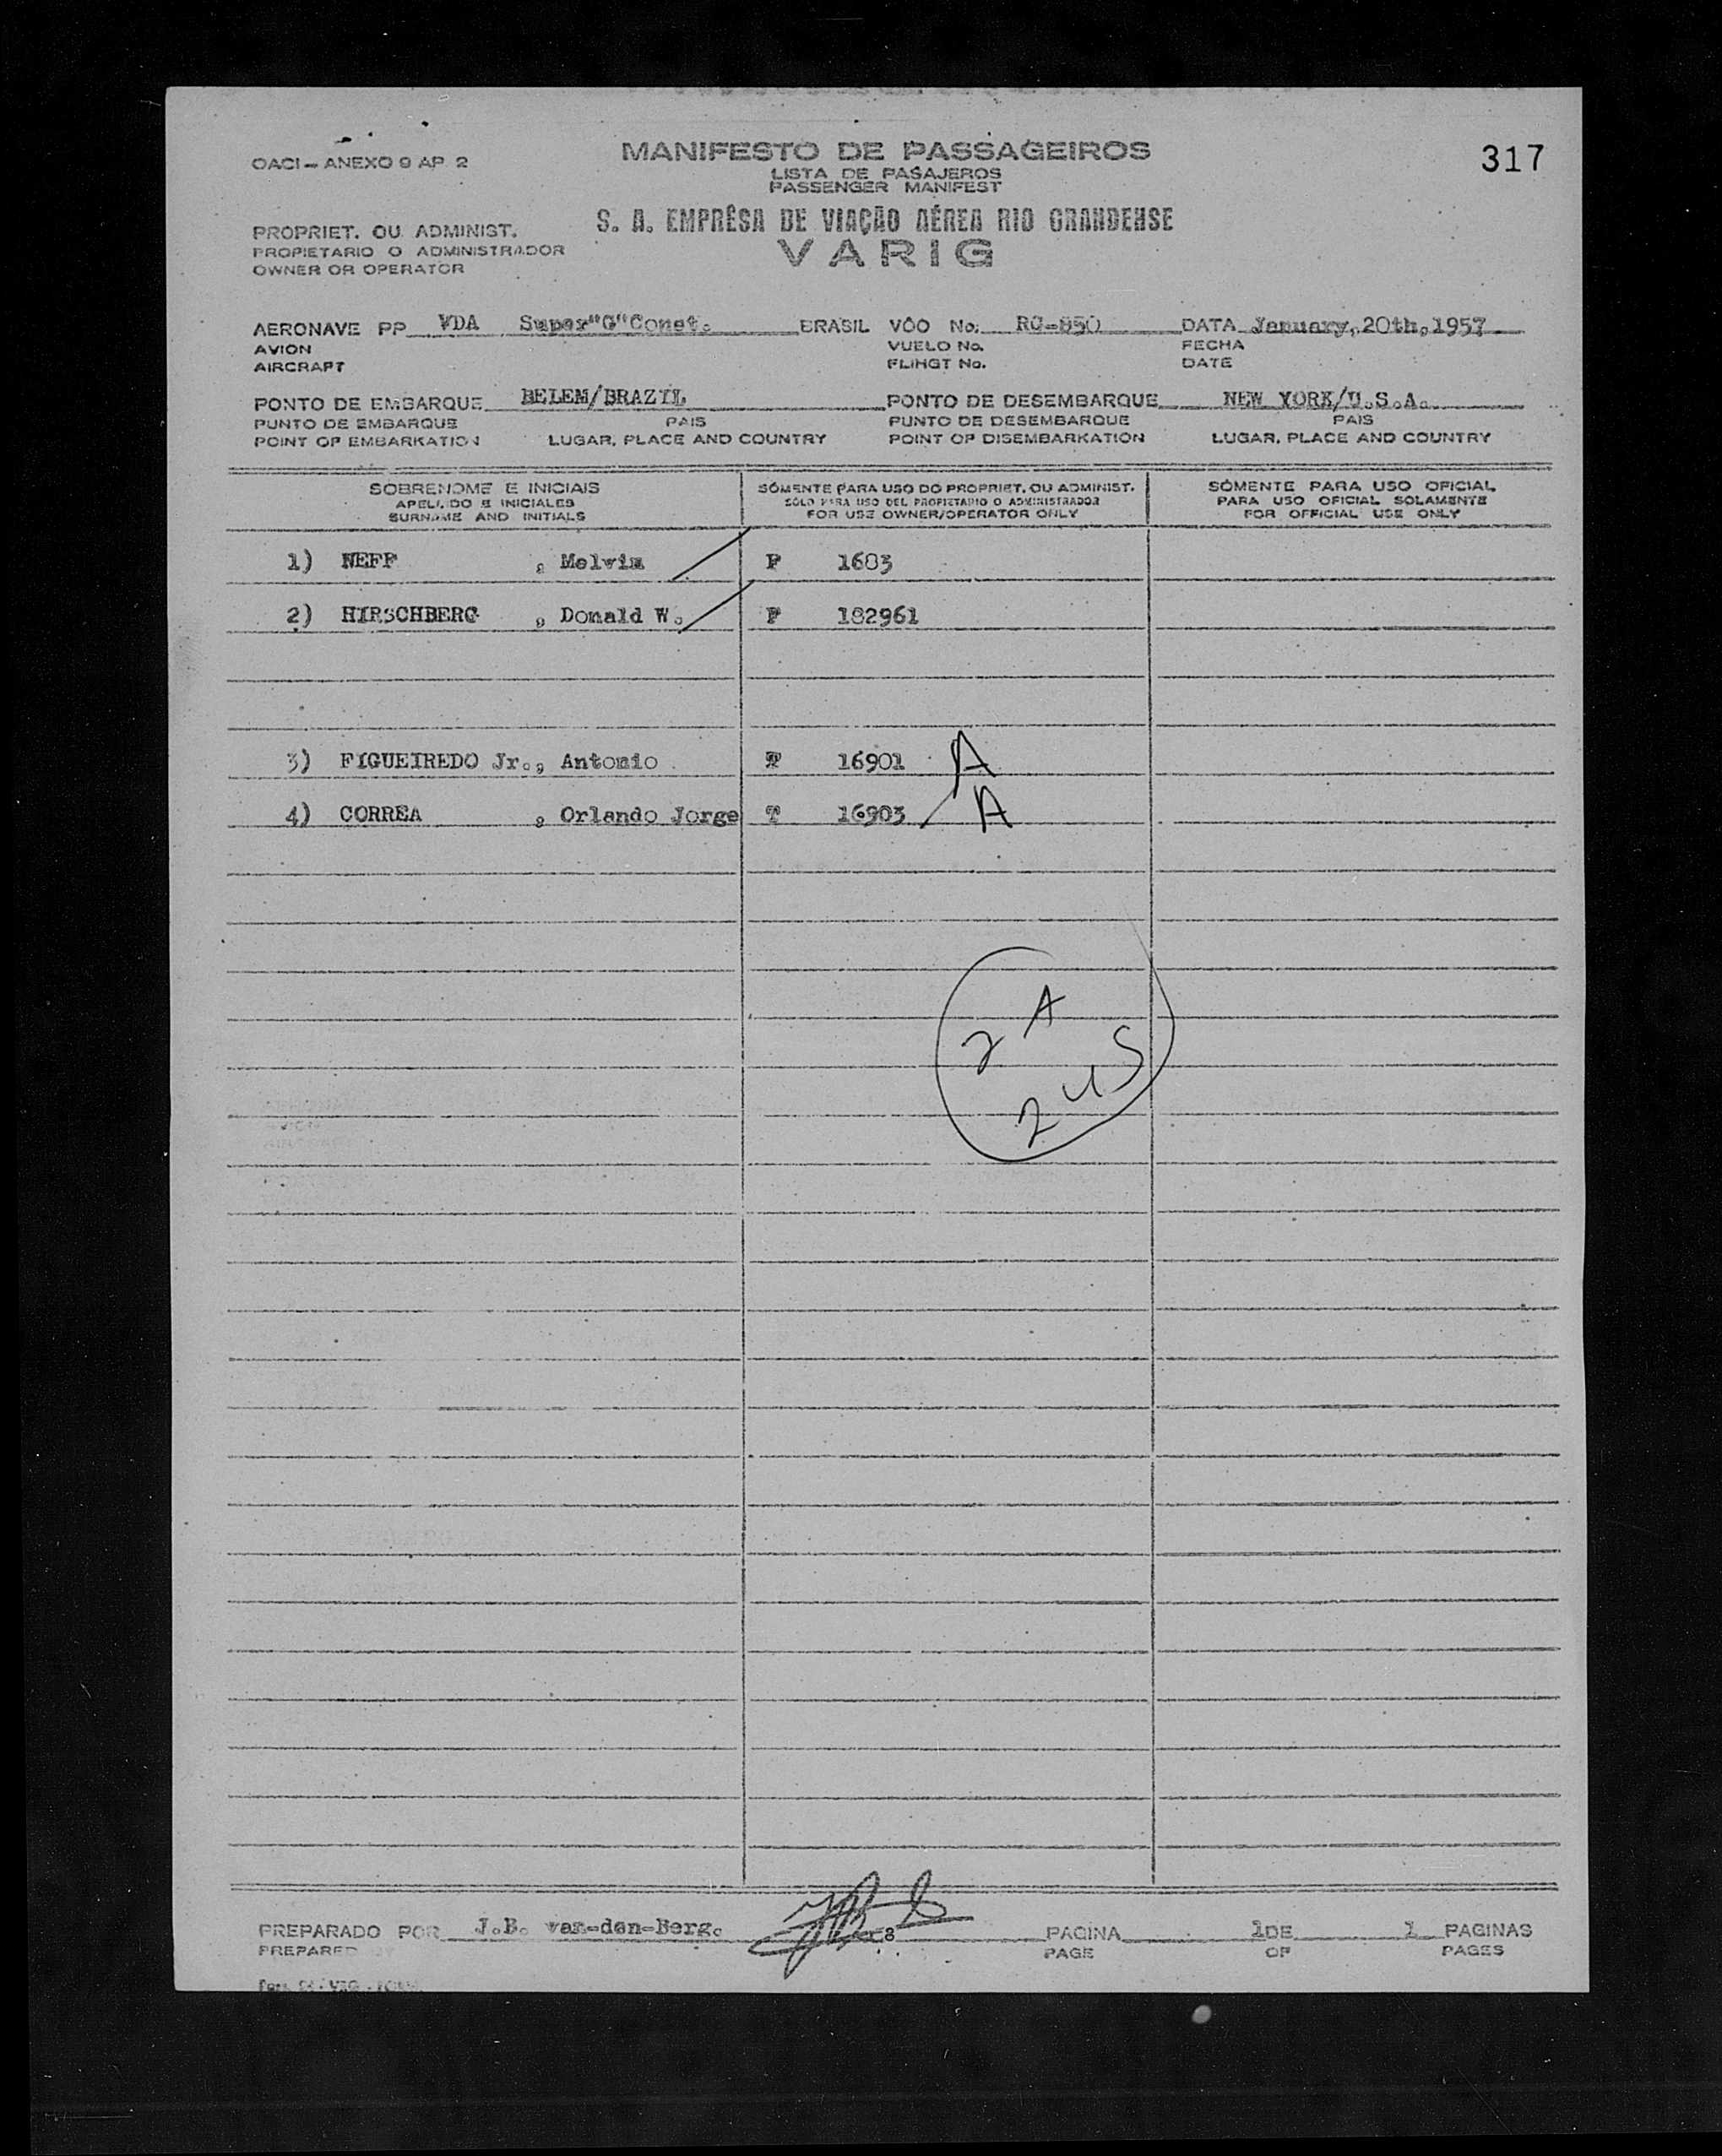 OACI — ANEXO 9 AP. 2
MANIFESTO DE PASSAGEIROS
LISTA DE PASAJEROS
PASSENGER MANIFEST
317
PROPRIET. OU ADMINIST.
PROPIETARIO O ADMINISTRADOR
OWNER OR OPERATOR
S. A. EMPRÊSA DE VIAÇÃO AÉREA RIO GRANDENSE
VARIG
AERONAVE PP VDA Super"G"Const. BRASIL VÔO No. RG-850 DATA January,20th,1957
AVION VUELO No. FECHA
AIRCRAFT FLIHGT No. DATE
PONTO DE EMBARQUE BELEM/BRAZIL PONTO DE DESEMBARQUE NEW YORK/U.S.A.
PUNTO DE EMBARQUE PAIS PUNTO DE DESEMBARQUE PAIS
POINT OF EMBARKATION LUGAR, PLACE AND COUNTRY POINT OF DISEMBARKATION LUGAR, PLACE AND COUNTRY
SOBRENOME E INICIAIS SÓMENTE PARA USO DO PROPRIET. OU ADMINIST. SÓMENTE PARA USO OFICIAL
APELLIDO E INICIALES SÓLO PARA USO DEL PROPIETARIO O ADMINISTRADOR PARA USO OFICIAL SOLAMENTE
SURNAME AND INITIALS FOR USE OWNER/OPERATOR ONLY FOR OFFICIAL USE ONLY
1) NEFF , Melvin F 1603
2) HIRSCHBERG , Donald W. F 182961
3) FIGUEIREDO Jr., Antonio T 16901 A
4) CORREA , Orlando Jorge T 16903 A
2 A
2 US
PREPARADO POR J.B. van-den-Berg. PAGINA 1 DE 1 PAGINAS
PREPARED PAGE OF PAGES